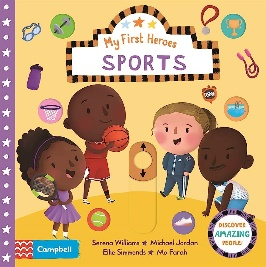 My First Heroes
SPORTS
Serena Williams ★ Michael Jordan
Ellie Simmonds ★ Mo Farah
Campbell
DISCOVER
AMAZING
PEOPLE!